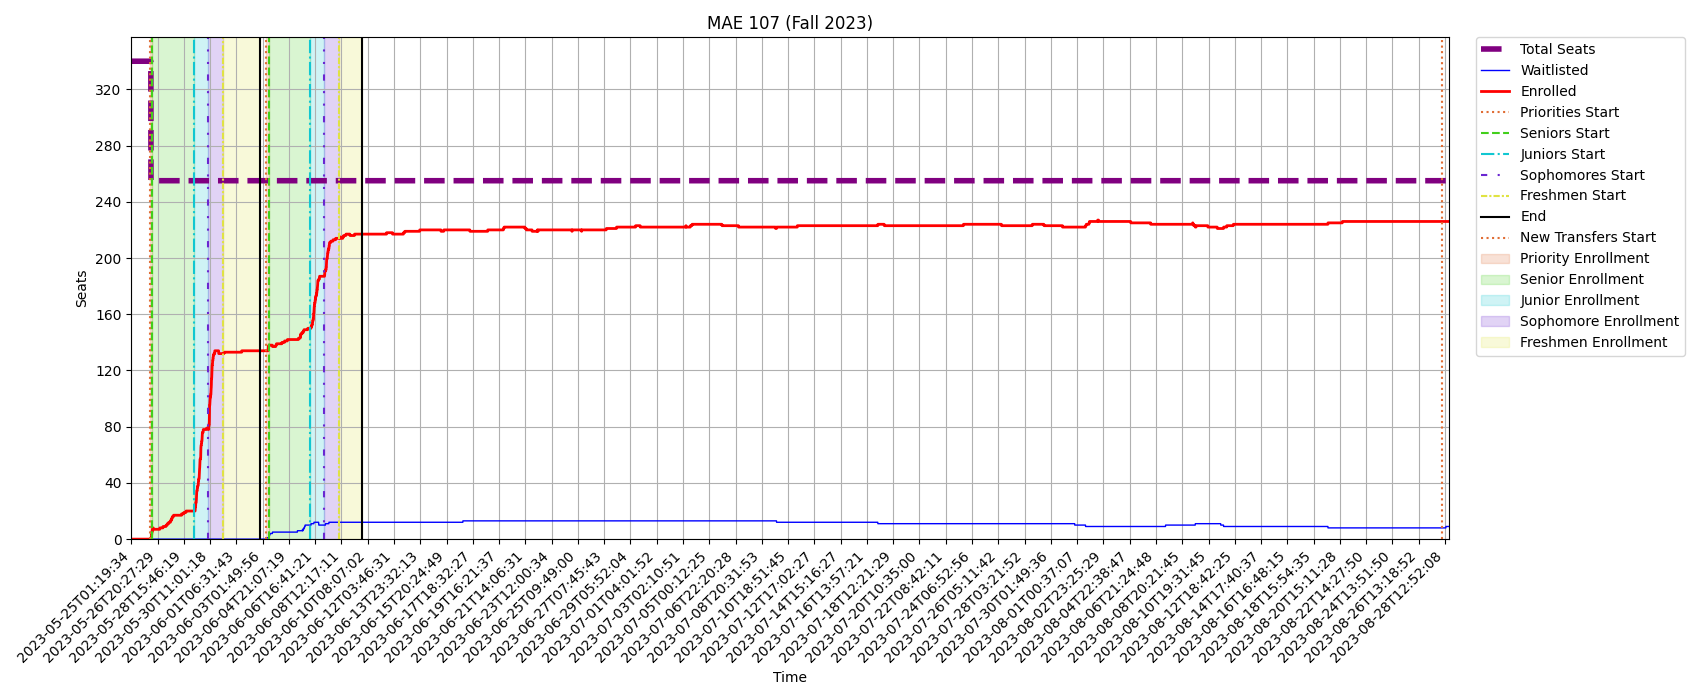 MAE 107 (Fall 2023)
Seats
320
280
240
200
160
120
80
40
0
2023-05-25T01:19:34
2023-05-26T20:27:29
2023-05-28T15:46:19
2023-05-30T11:01:18
2023-06-01T06:31:43
2023-06-03T01:49:56
2023-06-04T21:07:19
2023-06-06T16:41:21
2023-06-08T12:17:11
2023-06-10T08:07:02
2023-06-12T03:46:31
2023-06-13T23:32:13
2023-06-15T20:24:49
2023-06-17T18:32:27
2023-06-19T16:21:37
2023-06-21T14:06:31
2023-06-23T12:00:34
2023-06-25T09:49:00
2023-06-27T07:45:43
2023-06-29T05:52:04
2023-07-01T04:01:52
2023-07-03T02:10:51
2023-07-05T00:12:25
2023-07-06T22:20:28
2023-07-08T20:31:53
2023-07-10T18:51:45
2023-07-12T17:02:27
2023-07-14T15:16:27
2023-07-16T13:57:21
2023-07-18T12:21:29
2023-07-20T10:35:00
2023-07-22T08:42:11
2023-07-24T06:52:56
2023-07-26T05:11:42
2023-07-28T03:21:52
2023-07-30T01:49:36
2023-08-01T00:37:07
2023-08-02T23:25:29
2023-08-04T22:38:47
2023-08-06T21:24:48
2023-08-08T20:21:45
2023-08-10T19:31:45
2023-08-12T18:42:25
2023-08-14T17:40:37
2023-08-16T16:48:15
2023-08-18T15:54:35
2023-08-20T15:11:28
2023-08-22T14:27:50
2023-08-24T13:51:50
2023-08-26T13:18:52
2023-08-28T12:52:08
Time
Total Seats
Waitlisted
Enrolled
Priorities Start
Seniors Start
Juniors Start
Sophomores Start
Freshmen Start
End
New Transfers Start
Priority Enrollment
Senior Enrollment
Junior Enrollment
Sophomore Enrollment
Freshmen Enrollment